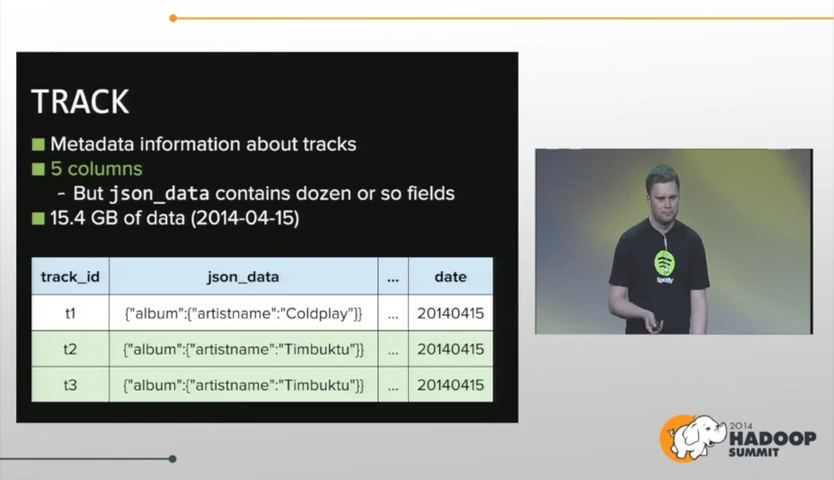 TRACK
Metadata information about tracks
5 columns
- But json_data contains dozen or so fields
15.4 GB of data (2014-04-15)
track_id json_data ... date
t1 {"album":{"artistname":"Coldplay"}} ... 20140415
t2 {"album":{"artistname":"Timbuktu"}} ... 20140415
t3 {"album":{"artistname":"Timbuktu"}} ... 20140415
Spotify
2014
HADOOP
SUMMIT